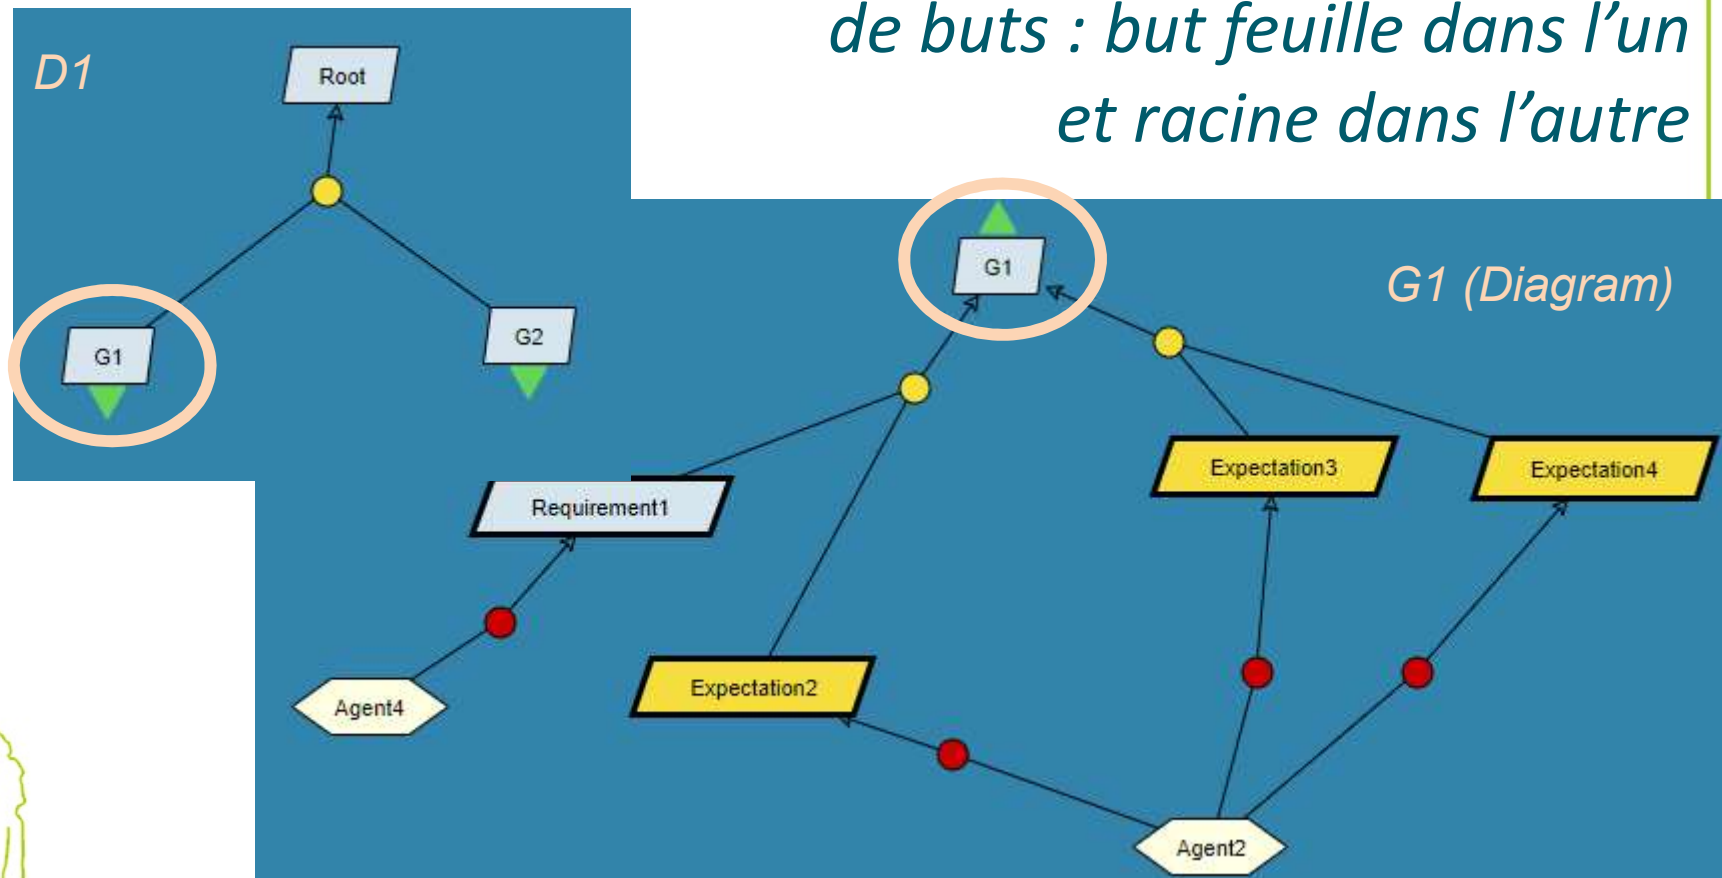 de buts : but feuille dans l’un
et racine dans l’autre
D1
Root
G1
G2
G1
G1 (Diagram)
Expectation3
Expectation4
Requirement1
Expectation2
Agent4
Agent2